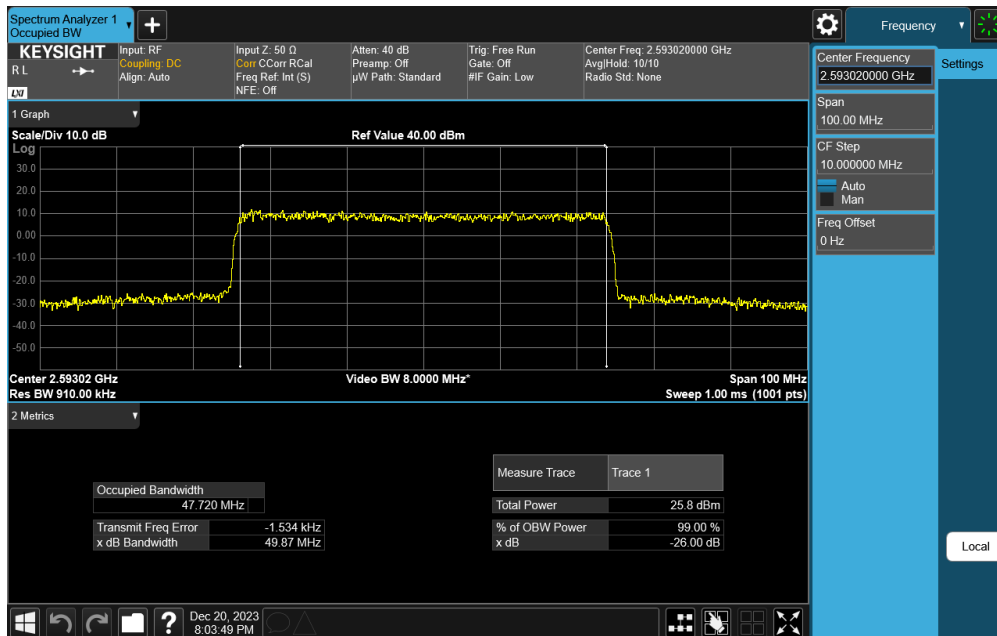 Spectrum Analyzer 1
Occupied BW
+
Frequency
KEYSIGHT
R L
LXI
Input: RF
Coupling: DC
Align: Auto
Input Z: 50 Ω
Corr CCorr RCal
Freq Ref: Int (S)
NFE: Off
Atten: 40 dB
Preamp: Off
µW Path: Standard
Trig: Free Run
Gate: Off
#IF Gain: Low
Center Freq: 2.593020000 GHz
Avg|Hold: 10/10
Radio Std: None
Center Frequency
2.593020000 GHz
Settings
Span
100.00 MHz
CF Step
10.000000 MHz
Auto
Man
Freq Offset
0 Hz
Local
1 Graph
Scale/Div 10.0 dB
Ref Value 40.00 dBm
Log
30.0
20.0
10.0
0.00
-10.0
-20.0
-30.0
-40.0
-50.0
Center 2.59302 GHz
Video BW 8.0000 MHz*
Span 100 MHz
Res BW 910.00 kHz
Sweep 1.00 ms (1001 pts)
2 Metrics
Occupied Bandwidth
47.720 MHz
Transmit Freq Error -1.534 kHz
x dB Bandwidth 49.87 MHz
Measure Trace Trace 1
Total Power 25.8 dBm
% of OBW Power 99.00 %
x dB -26.00 dB
?
Dec 20, 2023
8:03:49 PM